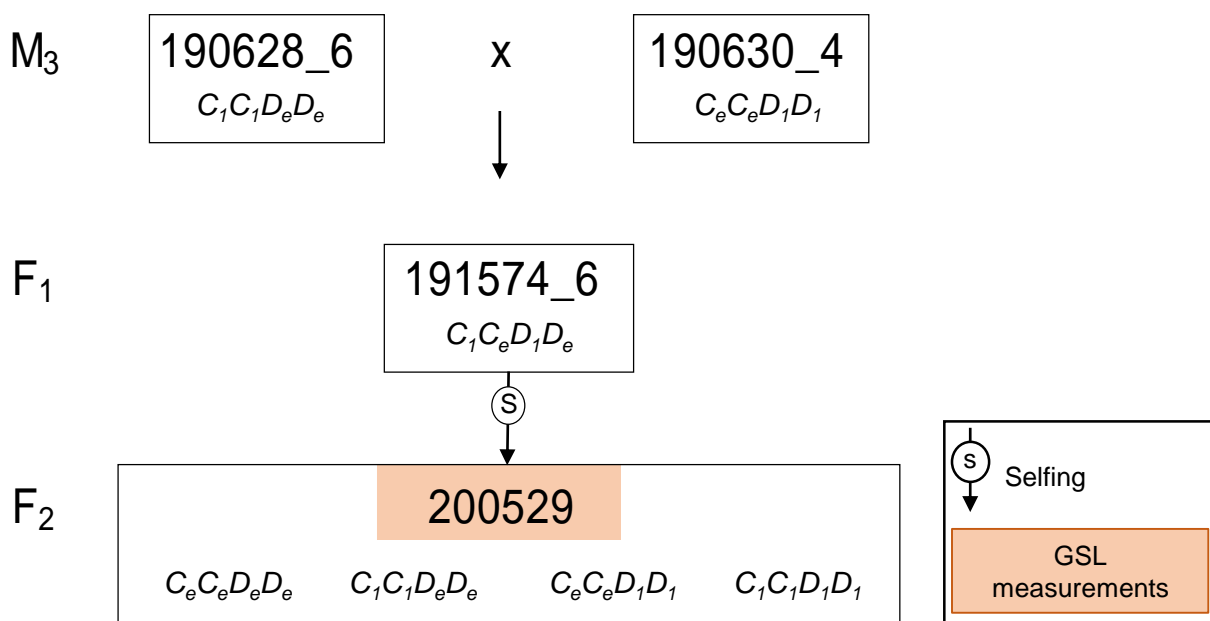 M₃ 190628_6 x 190630_4
C₁C₁DₑDₑ CₑCₑD₁D₁
F₁ 191574_6
C₁CₑD₁Dₑ
S
F₂ 200529
CₑCₑDₑDₑ C₁C₁DₑDₑ CₑCₑD₁D₁ C₁C₁D₁D₁
S Selfing
GSL
measurements